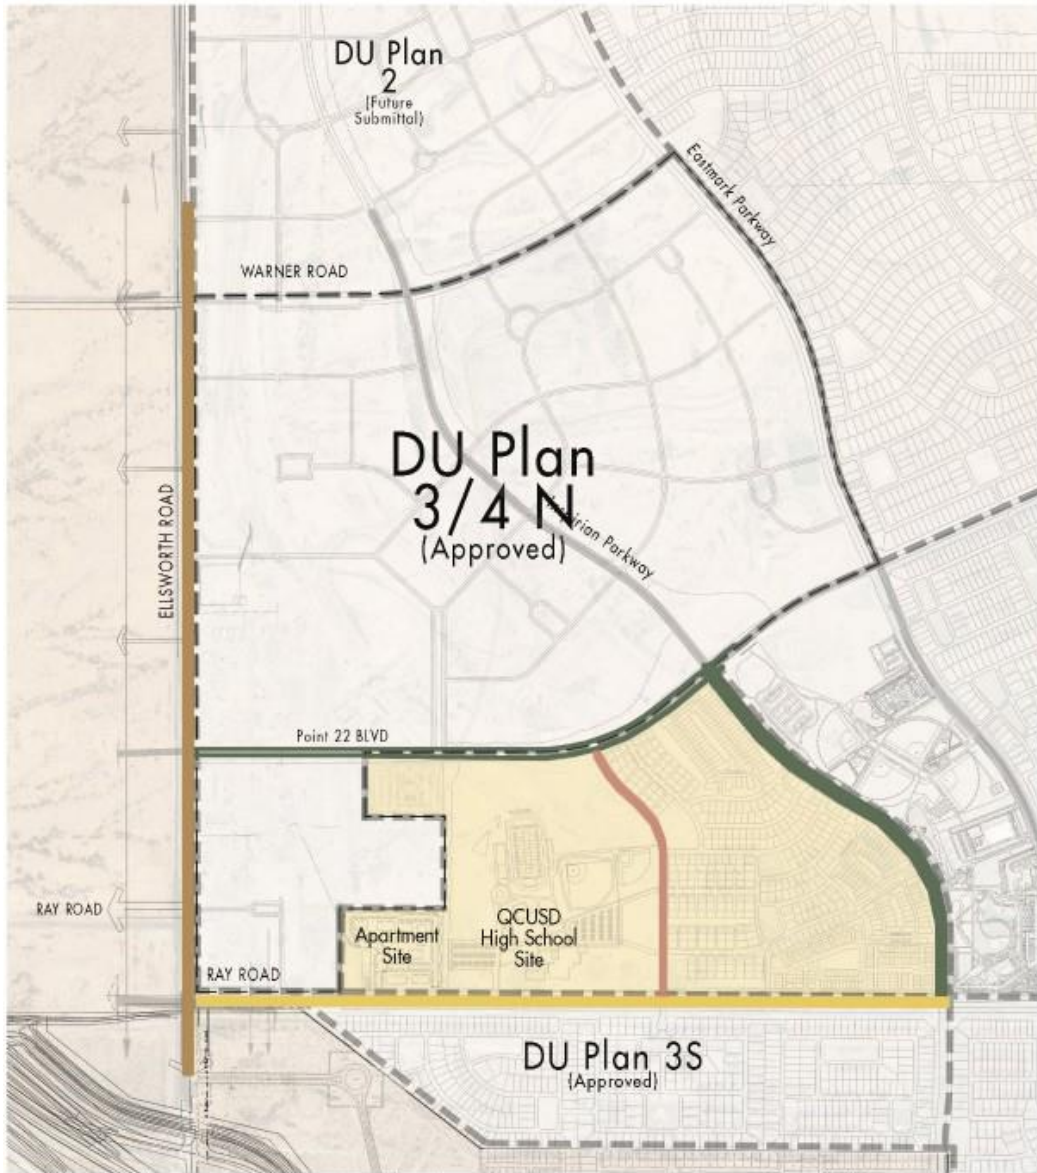 DU Plan
2
(Future
Submittal)
Eastmark Parkway
WARNER ROAD
DU Plan
3/4 N
(Approved)
Parkway
ELLSWORTH ROAD
Point 22 BLVD
RAY ROAD
Apartment
Site
QCUSD
High School
Site
RAY ROAD
DU Plan 3S
(Approved)